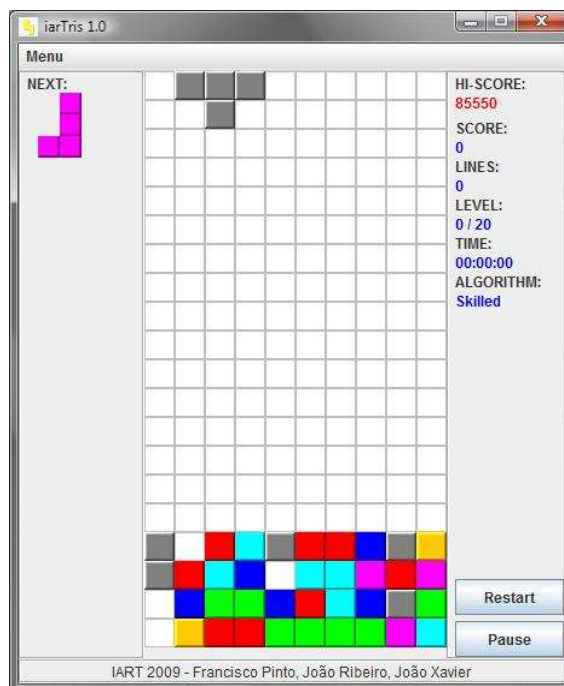 iarTris 1.0
Menu
NEXT:
HI-SCORE:
85550
SCORE:
0
LINES:
0
LEVEL:
0 / 20
TIME:
00:00:00
ALGORITHM:
Skilled
Restart
Pause
IART 2009 - Francisco Pinto, João Ribeiro, João Xavier